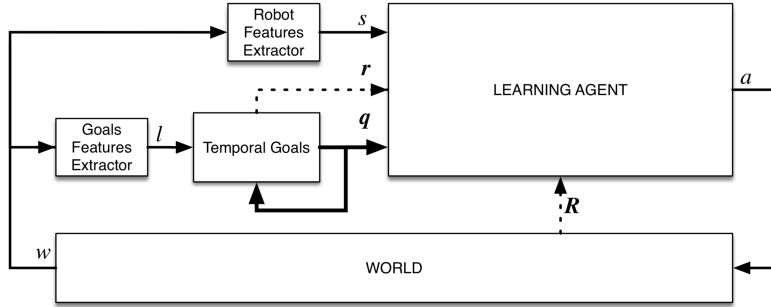 Robot
Features
Extractor
s
r
LEARNING AGENT
a
Goals
Features
Extractor
l
Temporal Goals
q
R
w
WORLD